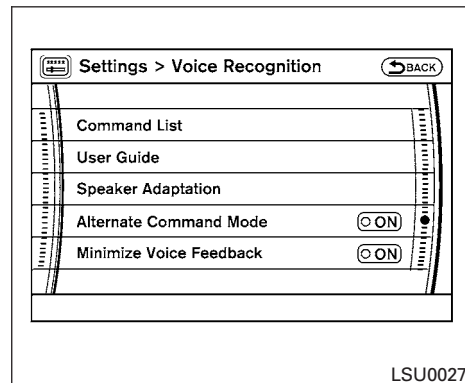 Settings > Voice Recognition BACK
Command List
User Guide
Speaker Adaptation
Alternate Command Mode ON
Minimize Voice Feedback ON
LSU0027